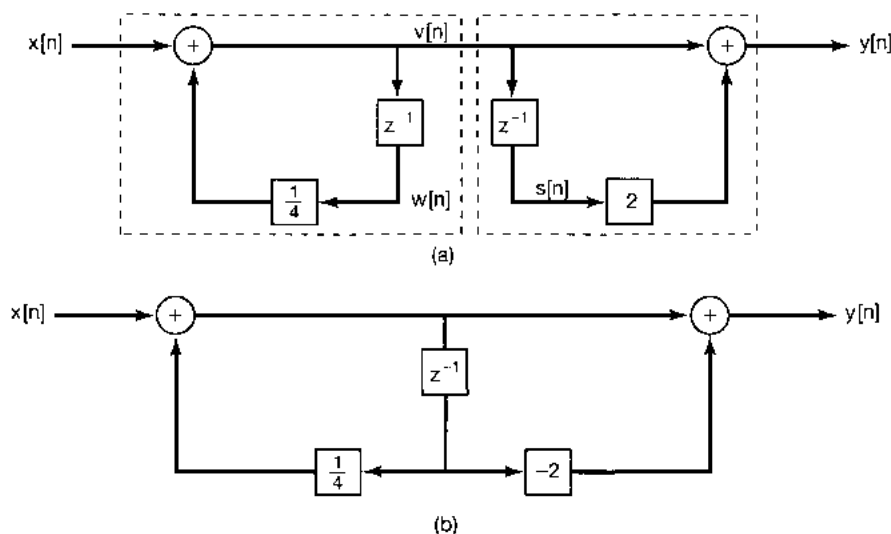 x[n] + v[n] + y[n]
z⁻¹ z⁻¹
1/4 w[n] s[n] 2
(a)
x[n] + + y[n]
z⁻¹
1/4 −2
(b)